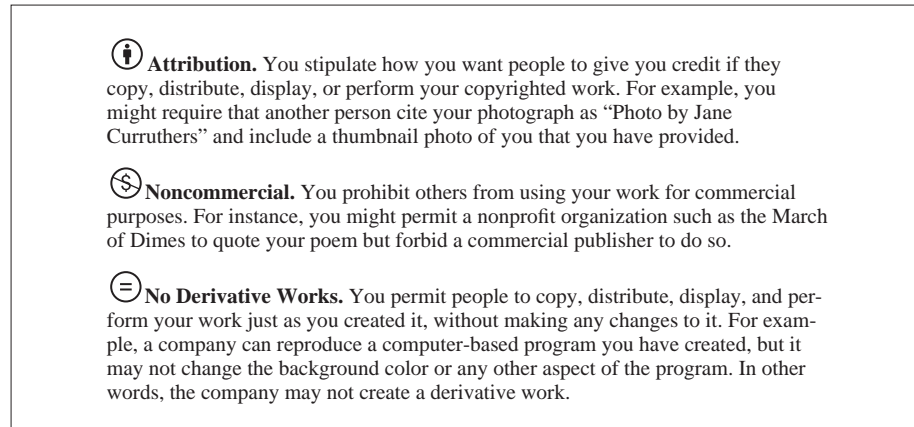 Attribution. You stipulate how you want people to give you credit if they
copy, distribute, display, or perform your copyrighted work. For example, you
might require that another person cite your photograph as “Photo by Jane
Curruthers” and include a thumbnail photo of you that you have provided.
Noncommercial. You prohibit others from using your work for commercial
purposes. For instance, you might permit a nonprofit organization such as the March
of Dimes to quote your poem but forbid a commercial publisher to do so.
No Derivative Works. You permit people to copy, distribute, display, and per-
form your work just as you created it, without making any changes to it. For exam-
ple, a company can reproduce a computer-based program you have created, but it
may not change the background color or any other aspect of the program. In other
words, the company may not create a derivative work.